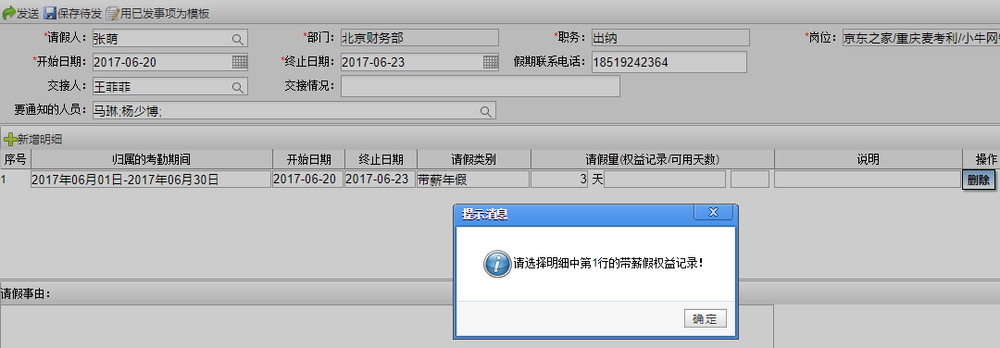 发送 保存待发 用已发事项为模板
*请假人： 张萌 *部门： 北京财务部 *职务： 出纳 *岗位： 京东之家/重庆麦考利/小牛网
*开始日期： 2017-06-20 *终止日期： 2017-06-23 假期联系电话： 18519242364
交接人： 王菲菲 交接情况：
要通知的人员： 马琳;杨少博;
新增明细
序号 归属的考勤期间 开始日期 终止日期 请假类别 请假量(权益记录/可用天数) 说明 操作
1 2017年06月01日-2017年06月30日 2017-06-20 2017-06-23 带薪年假 3 天 删除
提示消息 X
请选择明细中第1行的带薪假权益记录！
确定
请假事由：